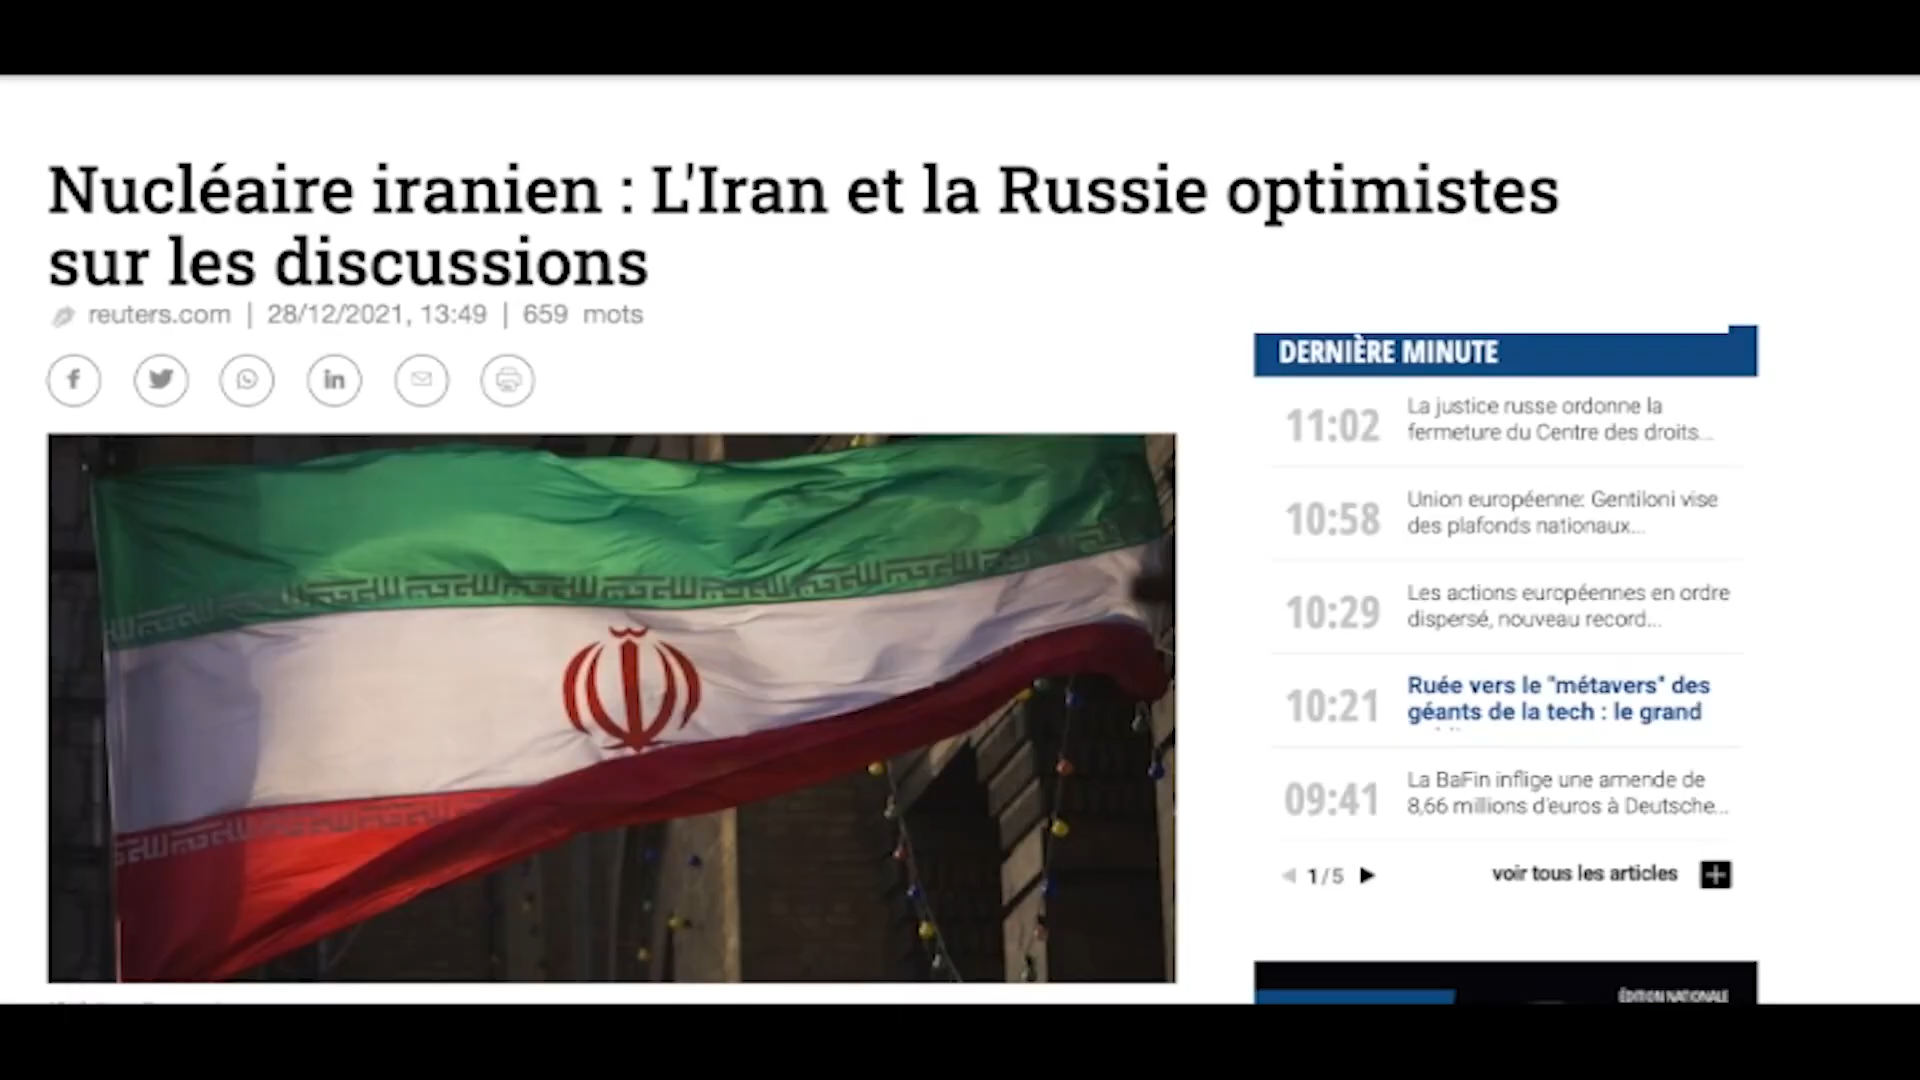 Nucléaire iranien : L'Iran et la Russie optimistes
sur les discussions
reuters.com | 28/12/2021, 13:49 | 659 mots
DERNIÈRE MINUTE
11:02
La justice russe ordonne la
fermeture du Centre des droits...
10:58
Union européenne: Gentiloni vise
des plafonds nationaux...
10:29
Les actions européennes en ordre
dispersé, nouveau record...
10:21
Ruée vers le "métavers" des
géants de la tech : le grand
09:41
La BaFin inflige une amende de
8,66 millions d'euros à Deutsche...
1/5
voir tous les articles
ÉDITION NATIONALE